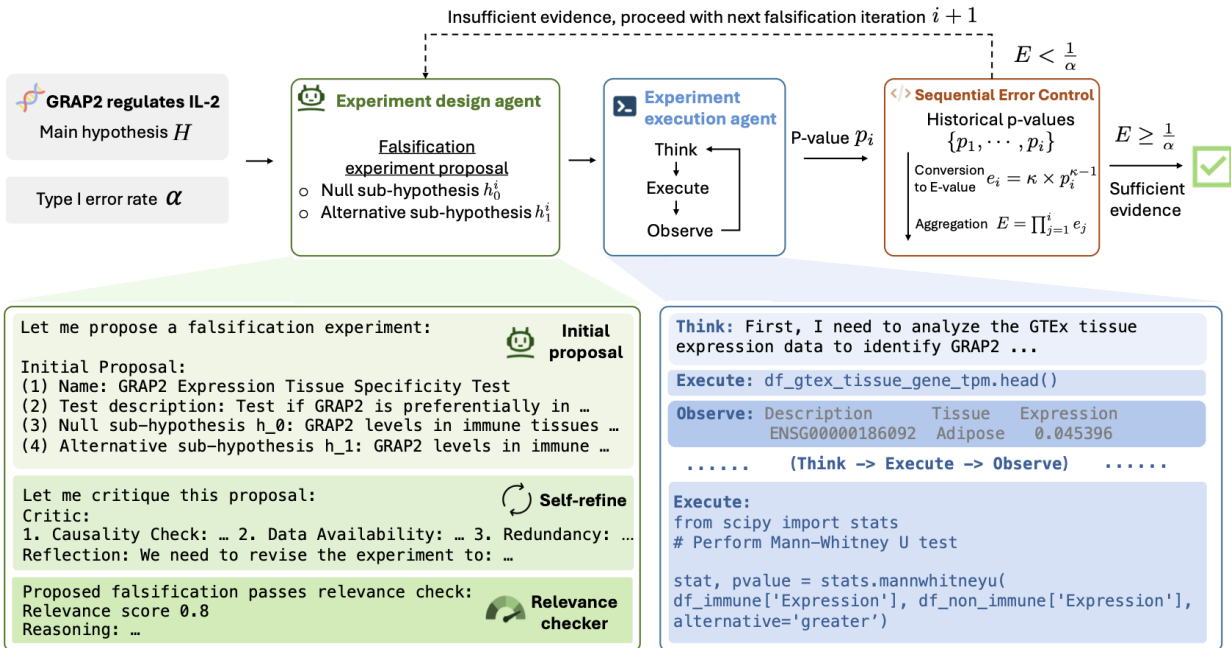 Insufficient evidence, proceed with next falsification iteration i + 1
E < 1/α
GRAP2 regulates IL-2
Main hypothesis H
Type I error rate α
Experiment design agent
Falsification
experiment proposal
○ Null sub-hypothesis h_0^i
○ Alternative sub-hypothesis h_1^i
Experiment
execution agent
Think
Execute
Observe
P-value p_i
</> Sequential Error Control
Historical p-values
{p_1, ⋯ , p_i}
Conversion
to E-value e_i = κ × p_i^{κ−1}
Aggregation E = ∏_{j=1}^i e_j
E ≥ 1/α
Sufficient
evidence
Let me propose a falsification experiment:
Initial
proposal
Initial Proposal:
(1) Name: GRAP2 Expression Tissue Specificity Test
(2) Test description: Test if GRAP2 is preferentially in …
(3) Null sub-hypothesis h_0: GRAP2 levels in immune tissues …
(4) Alternative sub-hypothesis h_1: GRAP2 levels in immune …
Let me critique this proposal:
Self-refine
Critic:
1. Causality Check: … 2. Data Availability: … 3. Redundancy: …
Reflection: We need to revise the experiment to: …
Proposed falsification passes relevance check:
Relevance score 0.8
Reasoning: …
Relevance
checker
Think: First, I need to analyze the GTEx tissue
expression data to identify GRAP2 ...
Execute: df_gtex_tissue_gene_tpm.head()
Observe: Description Tissue Expression
ENSG00000186092 Adipose 0.045396
...... (Think -> Execute -> Observe) ......
Execute:
from scipy import stats
# Perform Mann-Whitney U test
stat, pvalue = stats.mannwhitneyu(
df_immune['Expression'], df_non_immune['Expression'],
alternative='greater’)